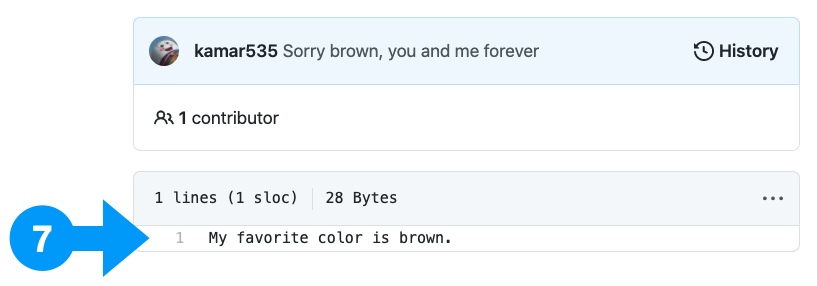 kamar535 Sorry brown, you and me forever History
1 contributor
1 lines (1 sloc) 28 Bytes
7
1 My favorite color is brown.